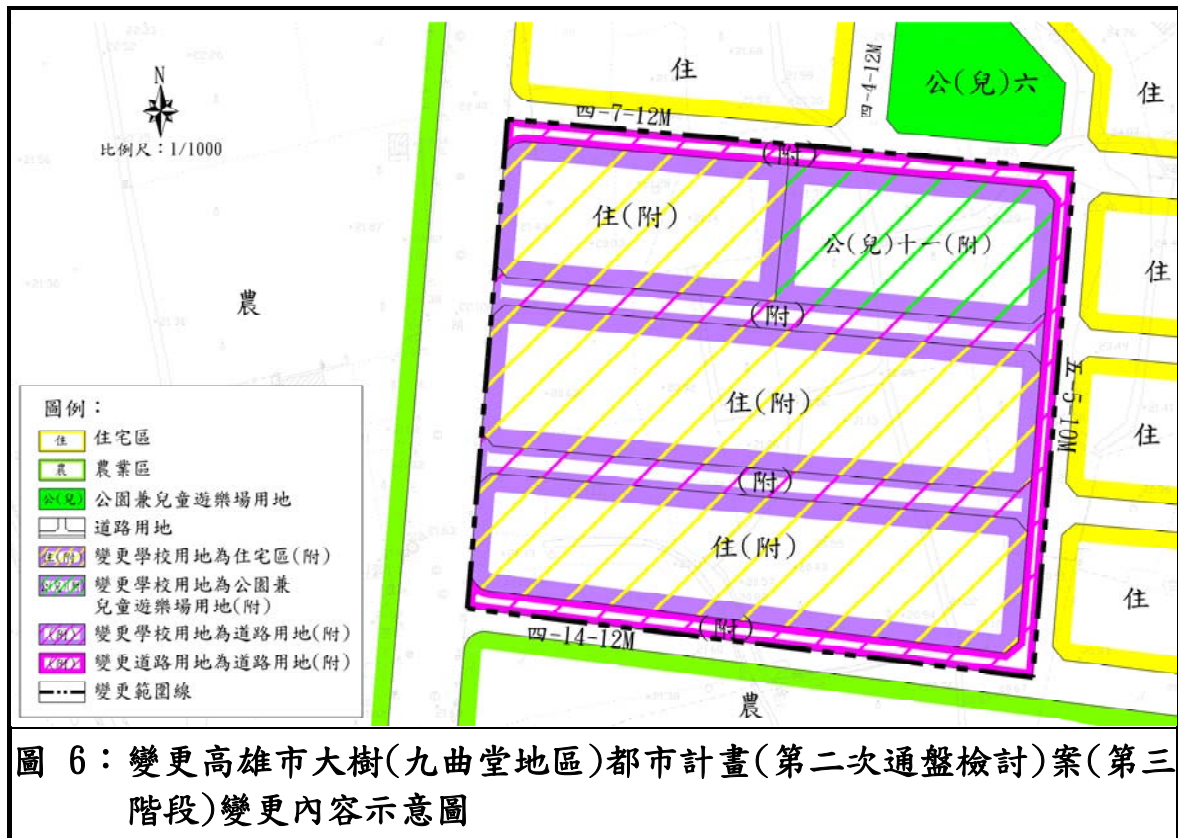 住
公(兒)六
住
四-4-12M
四-7-12M
N
比例尺：1/1000
(附)
住(附)
公(兒)十一(附)
住
農
(附)
住(附)
五-5-10M
住
(附)
住(附)
住
(附)
四-14-12M
農
圖例：
住 住宅區
農 農業區
公(兒) 公園兼兒童遊樂場用地
道路用地
住(附) 變更學校用地為住宅區(附)
變更學校用地為公園兼
兒童遊樂場用地(附)
(附) 變更學校用地為道路用地(附)
(附) 變更道路用地為道路用地(附)
變更範圍線
圖 6：變更高雄市大樹(九曲堂地區)都市計畫(第二次通盤檢討)案(第三
階段)變更內容示意圖